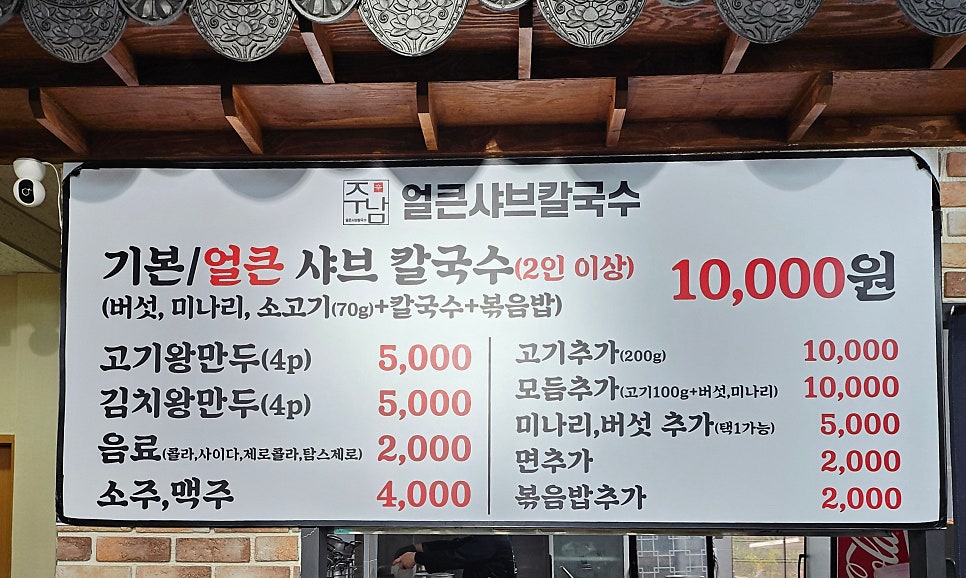 주남 얼큰샤브칼국수
기본/얼큰 샤브 칼국수(2인 이상) 10,000원
(버섯, 미나리, 소고기(70g)+칼국수+볶음밥)
고기왕만두(4p) 5,000
김치왕만두(4p) 5,000
음료(콜라,사이다,제로콜라,탐스제로) 2,000
소주,맥주 4,000
고기추가(200g) 10,000
모듬추가(고기100g+버섯,미나리) 10,000
미나리,버섯 추가(택1가능) 5,000
면추가 2,000
볶음밥추가 2,000